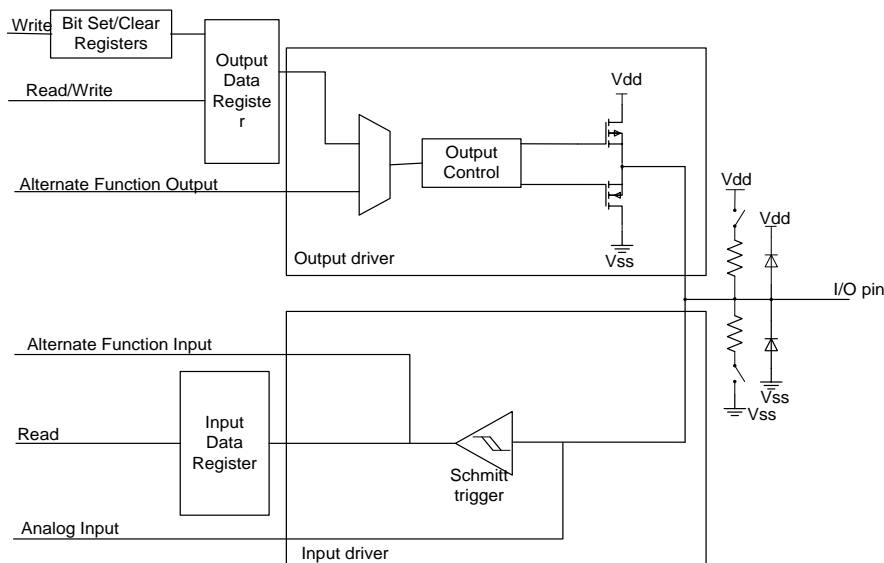 Write
Bit Set/Clear
Registers
Output
Data
Registe
r
Read/Write
Alternate Function Output
Output
Control
Vdd
Vss
Output driver
Vdd
Vdd
I/O pin
Vss
Vss
Alternate Function Input
Input
Data
Register
Read
Schmitt
trigger
Analog Input
Input driver